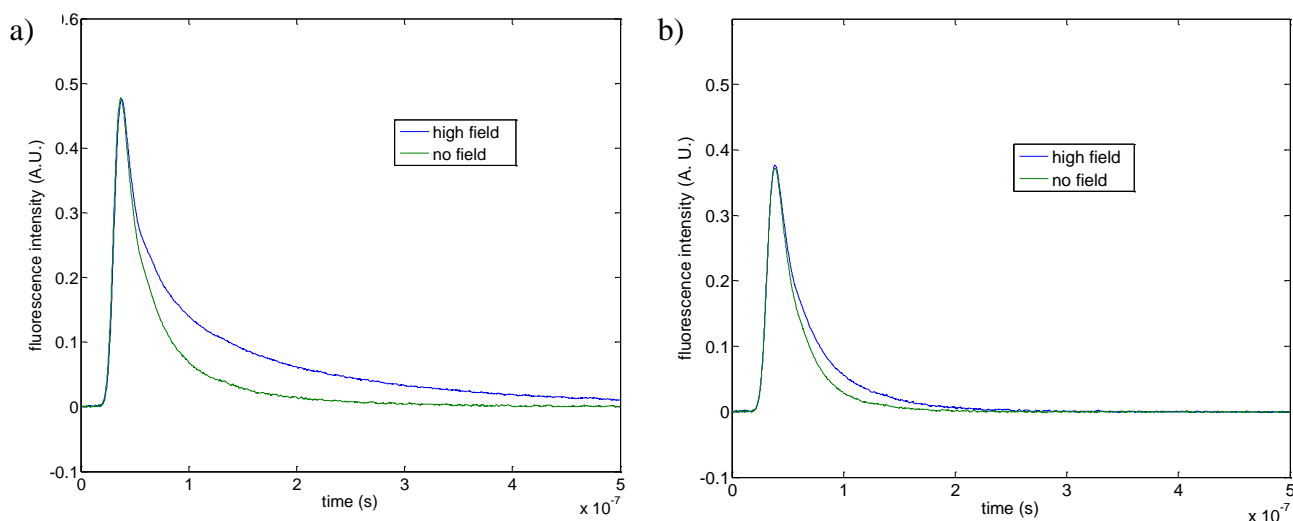 a)
0.6
0.5
0.4
0.3
0.2
0.1
0
-0.1
fluorescence intensity (A.U.)
high field
no field
0 1 2 3 4 5
time (s)
x 10⁻⁷
b)
0.5
0.4
0.3
0.2
0.1
0
-0.1
fluorescence intensity (A. U.)
high field
no field
0 1 2 3 4 5
time (s)
x 10⁻⁷